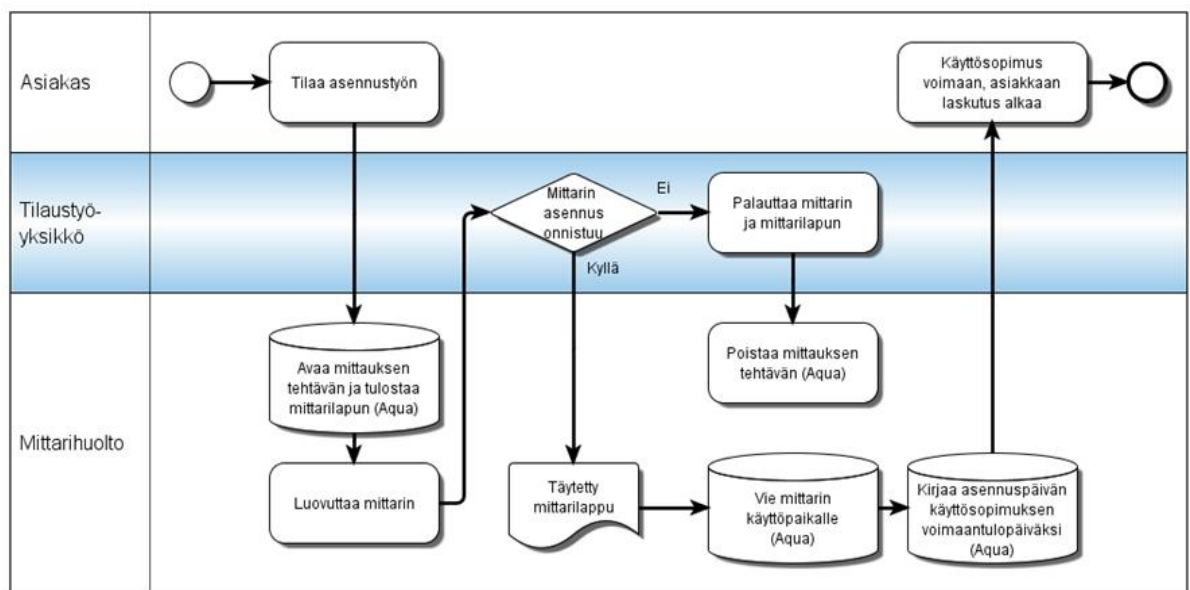 Asiakas
Tilaa asennustyön
Käyttösopimus
voimaan, asiakkaan
laskutus alkaa
Tilaustyö-
yksikkö
Mittarin
asennus
onnistuu
Ei
Kyllä
Palauttaa mittarin
ja mittarilapun
Mittarihuolto
Avaa mittauksen
tehtävän ja tulostaa
mittarilapun (Aqua)
Poistaa mittauksen
tehtävän (Aqua)
Luovuttaa mittarin
Täytetty
mittarilappu
Vie mittarin
käyttöpaikalle
(Aqua)
Kirjaa asennuspäivän
käyttösopimuksen
voimaantulopäiväksi
(Aqua)